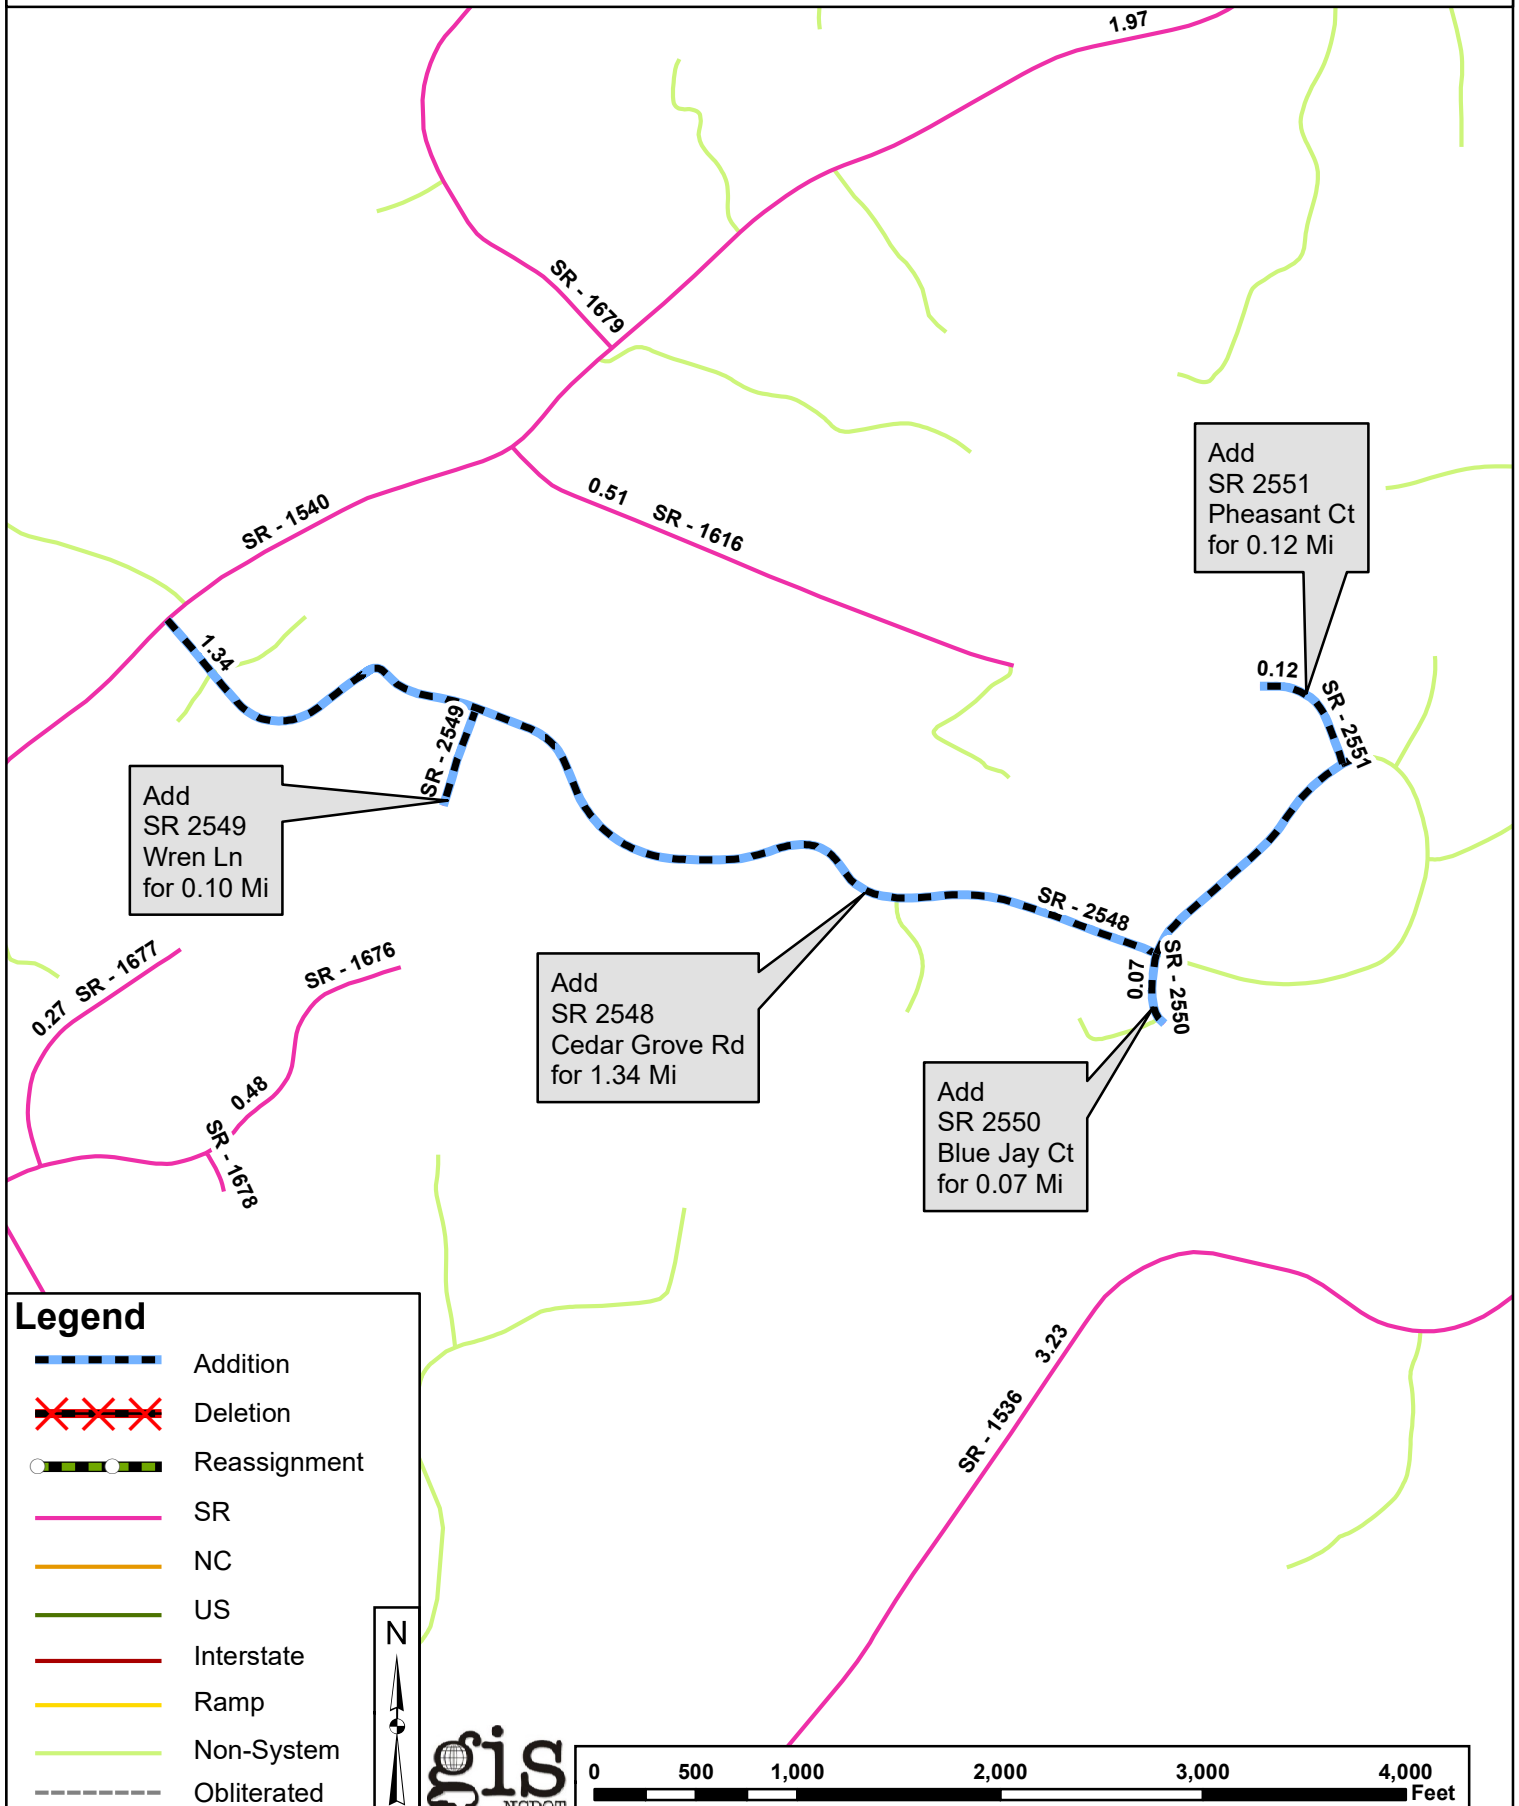 1.97
SR - 1679
SR - 1540
0.51 SR - 1616
Add
SR 2551
Pheasant Ct
for 0.12 Mi
1.34
0.12
SR - 2551
SR - 2549
Add
SR 2549
Wren Ln
for 0.10 Mi
SR - 2548
0.07
SR - 2550
Add
SR 2548
Cedar Grove Rd
for 1.34 Mi
0.27 SR - 1677
SR - 1676
0.48
SR - 1678
Add
SR 2550
Blue Jay Ct
for 0.07 Mi
SR - 1536 3.23
Legend
Addition
Deletion
Reassignment
SR
NC
US
Interstate
Ramp
Non-System
Obliterated
N
gis
NCDOT
0 500 1,000 2,000 3,000 4,000
Feet